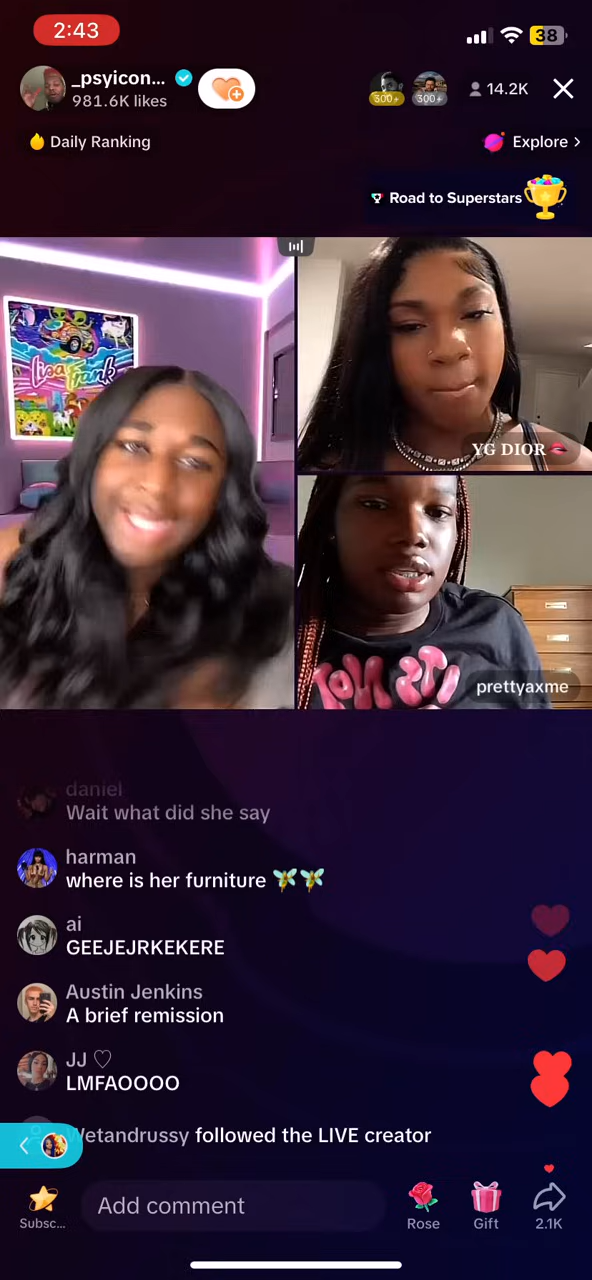 2:43
38
_psyicon...
981.6K likes
300+
300+
14.2K
Daily Ranking
Explore >
Road to Superstars
Lisa Frank
YG DIOR
prettyaxme
daniel
Wait what did she say
harman
where is her furniture
ai
GEEJEJRKEKERE
Austin Jenkins
A brief remission
JJ ♡
LMFAOOOO
Wetandrussy followed the LIVE creator
Subsc...
Add comment
Rose
Gift
2.1K